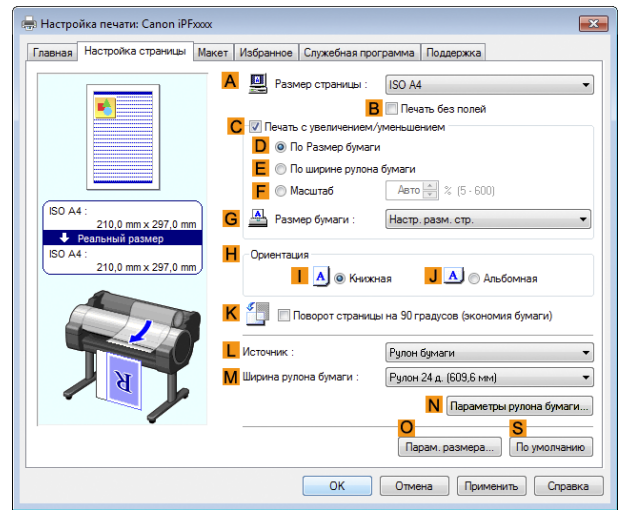 Настройка печати: Canon iPFxxxx
Главная Настройка страницы Макет Избранное Служебная программа Поддержка
A Размер страницы : ISO A4
B Печать без полей
C Печать с увеличением/уменьшением
D По Размер бумаги
E По ширине рулона бумаги
F Масштаб Авто % (5 - 600)
G Размер бумаги : Настр. разм. стр.
ISO A4 :
210,0 mm x 297,0 mm
Реальный размер
ISO A4 :
210,0 mm x 297,0 mm
H Ориентация
I A Книжная J A Альбомная
K Поворот страницы на 90 градусов (экономия бумаги)
L Источник : Рулон бумаги
M Ширина рулона бумаги : Рулон 24 д. (609,6 мм)
N Параметры рулона бумаги...
O S
Парам. размера... По умолчанию
R
OK Отмена Применить Справка